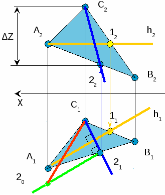 C₂
ΔZ
A₂
1₂
h₂
2₂
B₂
X
C₁
1₁
h₁
A₁
2₁
B₁
2₀